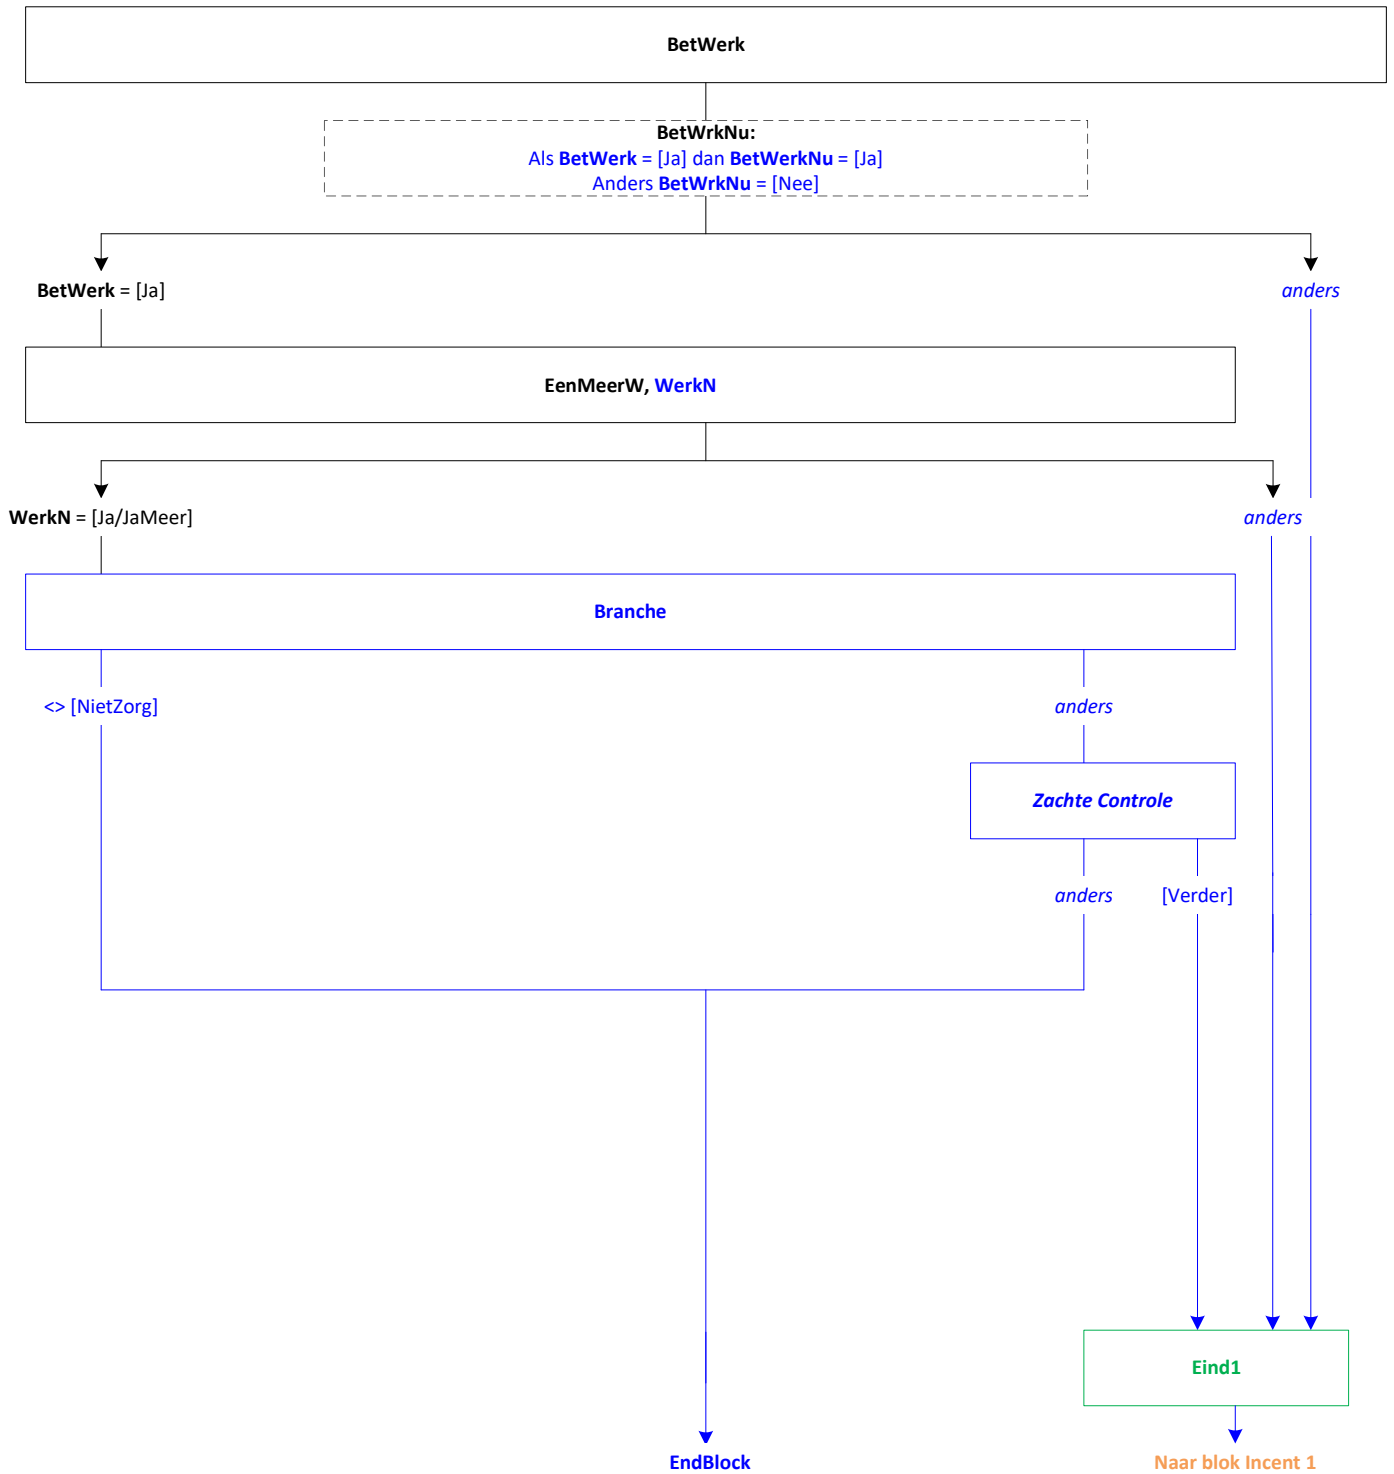 BetWerk
BetWrkNu:
Als BetWerk = [Ja] dan BetWerkNu = [Ja]
Anders BetWrkNu = [Nee]
BetWerk = [Ja]
anders
EenMeerW, WerkN
WerkN = [Ja/JaMeer]
anders
Branche
<> [NietZorg]
anders
Zachte Controle
anders
[Verder]
Eind1
EndBlock
Naar blok Incent 1